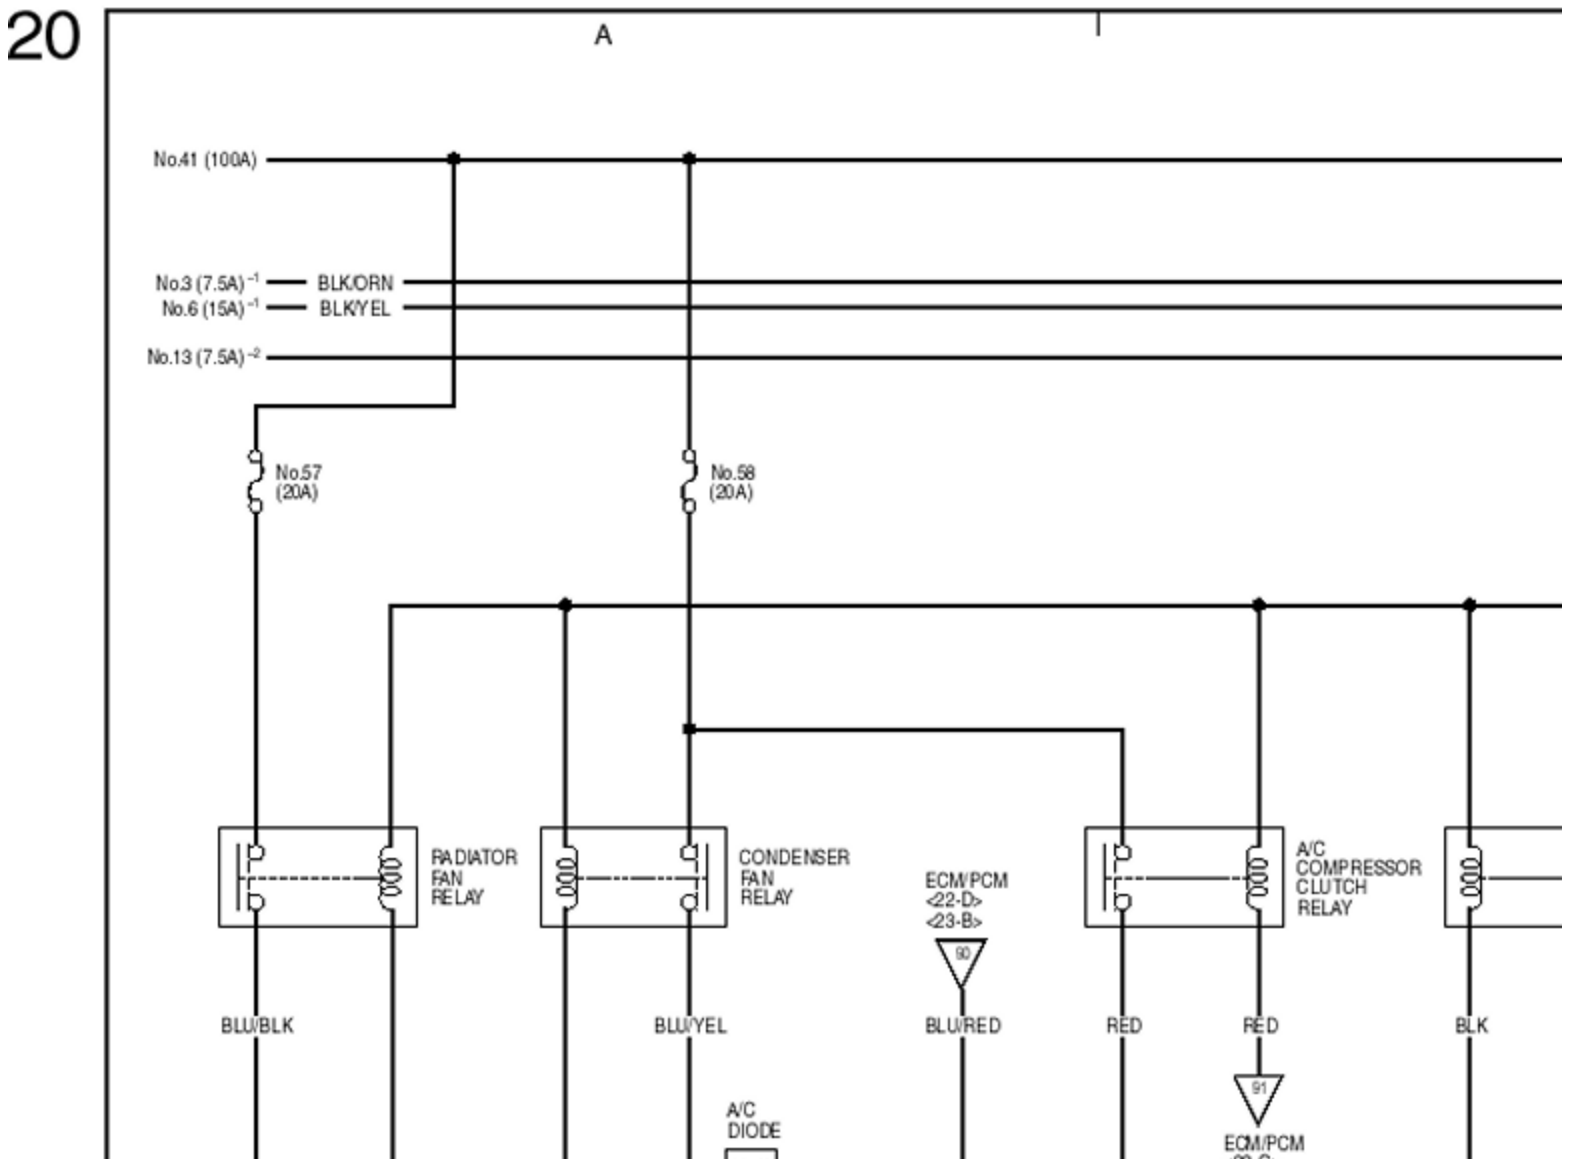 20
A
No.41 (100A)
No.3 (7.5A) -1
BLK/ORN
No.6 (15A) -1
BLK/YEL
No.13 (7.5A) -2
No.57
(20A)
No.58
(20A)
RADIATOR
FAN
RELAY
CONDENSER
FAN
RELAY
ECM/PCM
<22-D>
<23-B>
90
A/C
COMPRESSOR
CLUTCH
RELAY
BLU/BLK
BLU/YEL
BLU/RED
RED
RED
BLK
91
A/C
DIODE
ECM/PCM